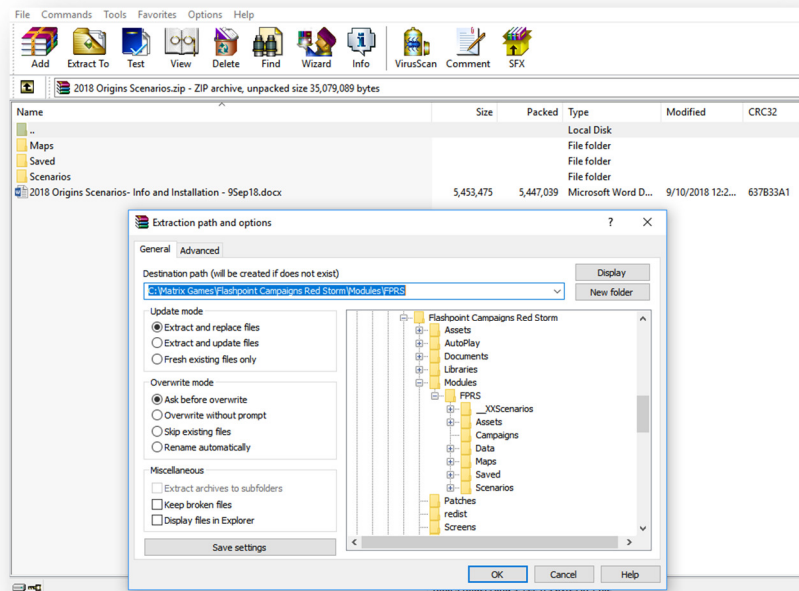 File Commands Tools Favorites Options Help
Add Extract To Test View Delete Find Wizard Info VirusScan Comment SFX
2018 Origins Scenarios.zip - ZIP archive, unpacked size 35,079,089 bytes
Name Size Packed Type Modified CRC32
.. Local Disk
Maps File folder
Saved File folder
Scenarios File folder
2018 Origins Scenarios- Info and Installation - 9Sep18.docx 5,453,475 5,447,039 Microsoft Word D... 9/10/2018 12:2... 637B33A1
Extraction path and options ? X
General Advanced
Destination path (will be created if does not exist) Display
C:\Matrix Games\Flashpoint Campaigns Red Storm\Modules\FPRS New folder
Update mode
Extract and replace files
Extract and update files
Fresh existing files only
Overwrite mode
Ask before overwrite
Overwrite without prompt
Skip existing files
Rename automatically
Miscellaneous
Extract archives to subfolders
Keep broken files
Display files in Explorer
Save settings
Flashpoint Campaigns Red Storm
Assets
AutoPlay
Documents
Libraries
Modules
FPRS
__XXScenarios
Assets
Campaigns
Data
Maps
Saved
Scenarios
Patches
redist
Screens
OK Cancel Help